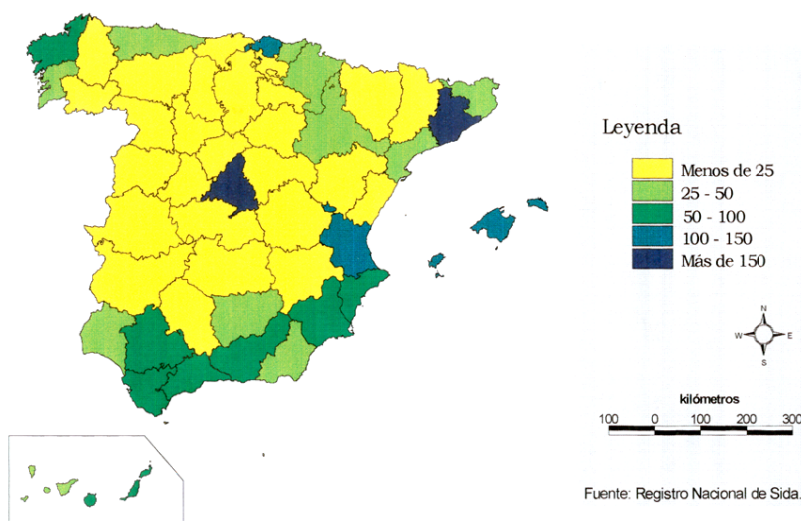 Leyenda
Menos de 25
25 - 50
50 - 100
100 - 150
Más de 150
N
W E
S
kilómetros
100 0 100 200 300
Fuente: Registro Nacional de Sida.